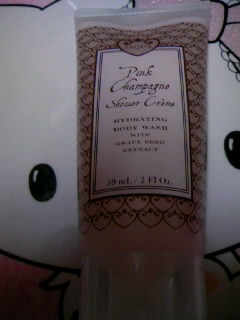 Pink
Champagne
Shower Crème
HYDRATING
BODY WASH
WITH
GRAPE SEED
EXTRACT
59 mL / 2 Fl Oz.